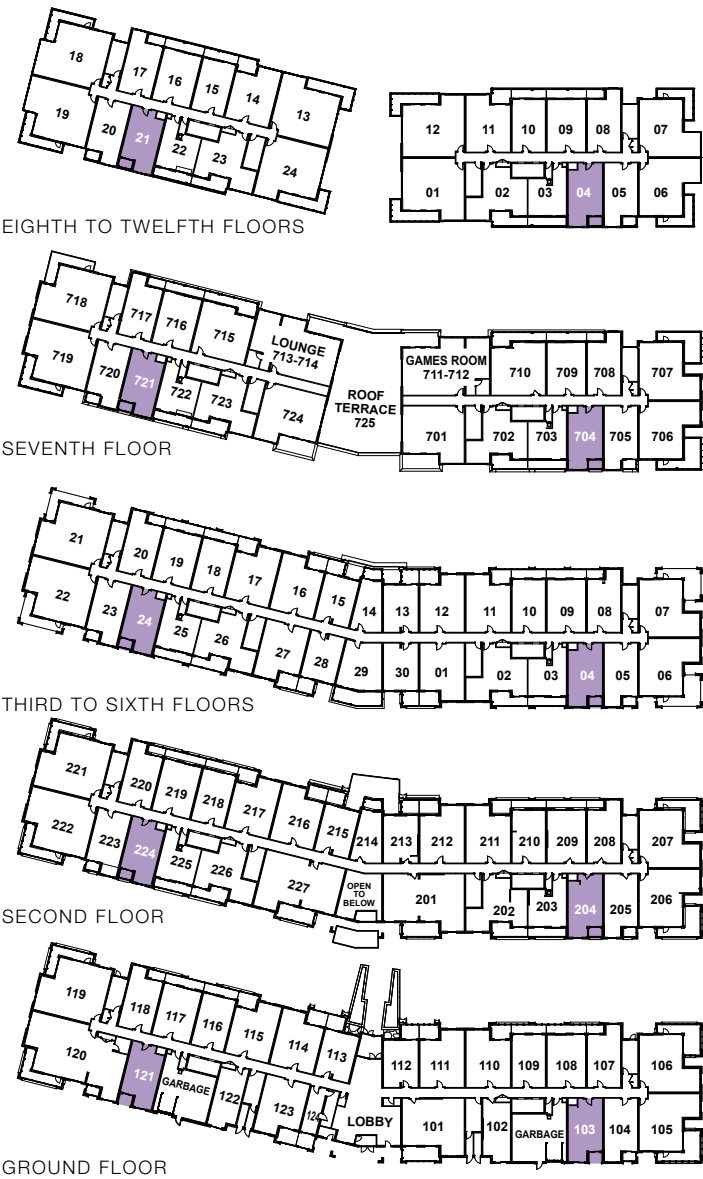 18 17 16 15 14 13
19 20 21 22 23 24
12 11 10 09 08 07
01 02 03 04 05 06
EIGHTH TO TWELFTH FLOORS
718 717 716 715 LOUNGE
713-714
719 720 721 722 723 724
ROOF
TERRACE
725
GAMES ROOM
711-712
710 709 708 707
701 702 703 704 705 706
SEVENTH FLOOR
21 20 19 18 17 16 15 14 13 12 11 10 09 08 07
22 23 24 25 26 27 28 29 30 01 02 03 04 05 06
THIRD TO SIXTH FLOORS
221 220 219 218 217 216 215 214 213 212 211 210 209 208 207
222 223 224 225 226 227
OPEN
TO
BELOW
201 202 203 204 205 206
SECOND FLOOR
119 118 117 116 115 114 113 112 111 110 109 108 107 106
120 121 GARBAGE 122 123 124 LOBBY 101 102 GARBAGE 103 104 105
GROUND FLOOR